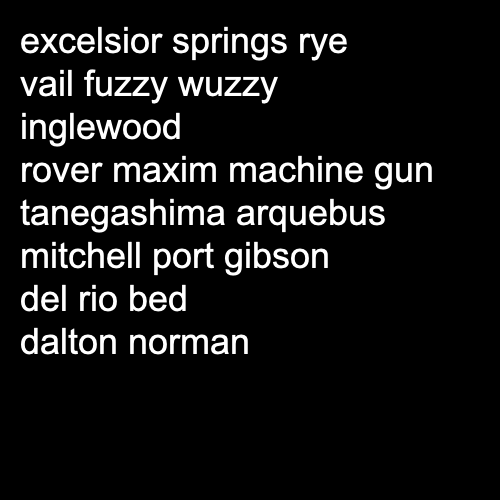 excelsior springs rye
vail fuzzy wuzzy
inglewood
rover maxim machine gun
tanegashima arquebus
mitchell port gibson
del rio bed
dalton norman